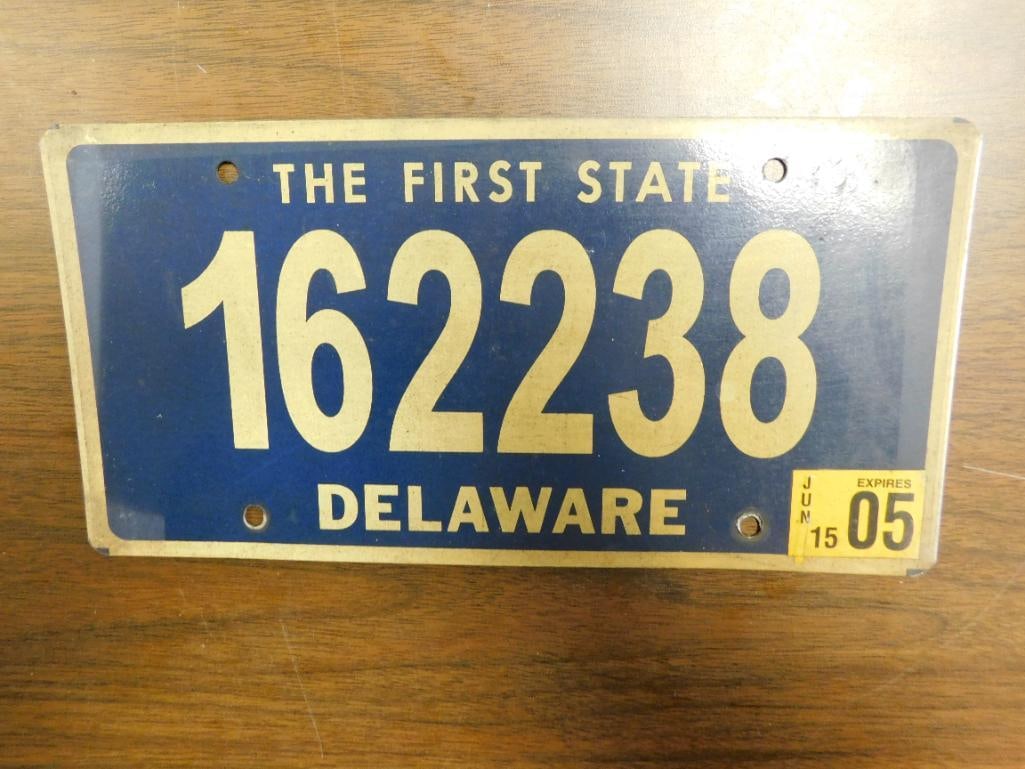 THE FIRST STATE
162238
DELAWARE
JUN
15
EXPIRES
05